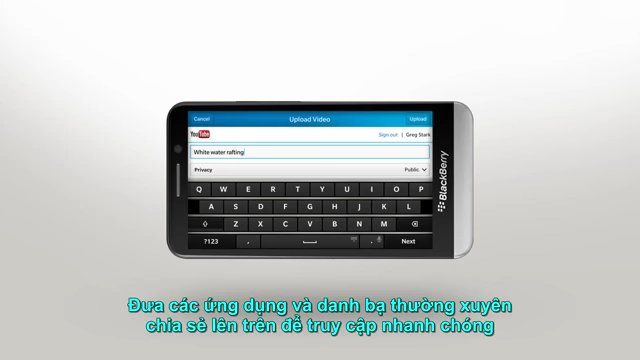 Cancel Upload Video Upload
YouTube Sign out | Greg Stark
White water rafting
Privacy Public
Q W E R T Y U I O P
A S D F G H J K L
Z X C V B N M
?123 , . Next
BlackBerry
Đưa các ứng dụng và danh bạ thường xuyên
chia sẻ lên trên để truy cập nhanh chóng